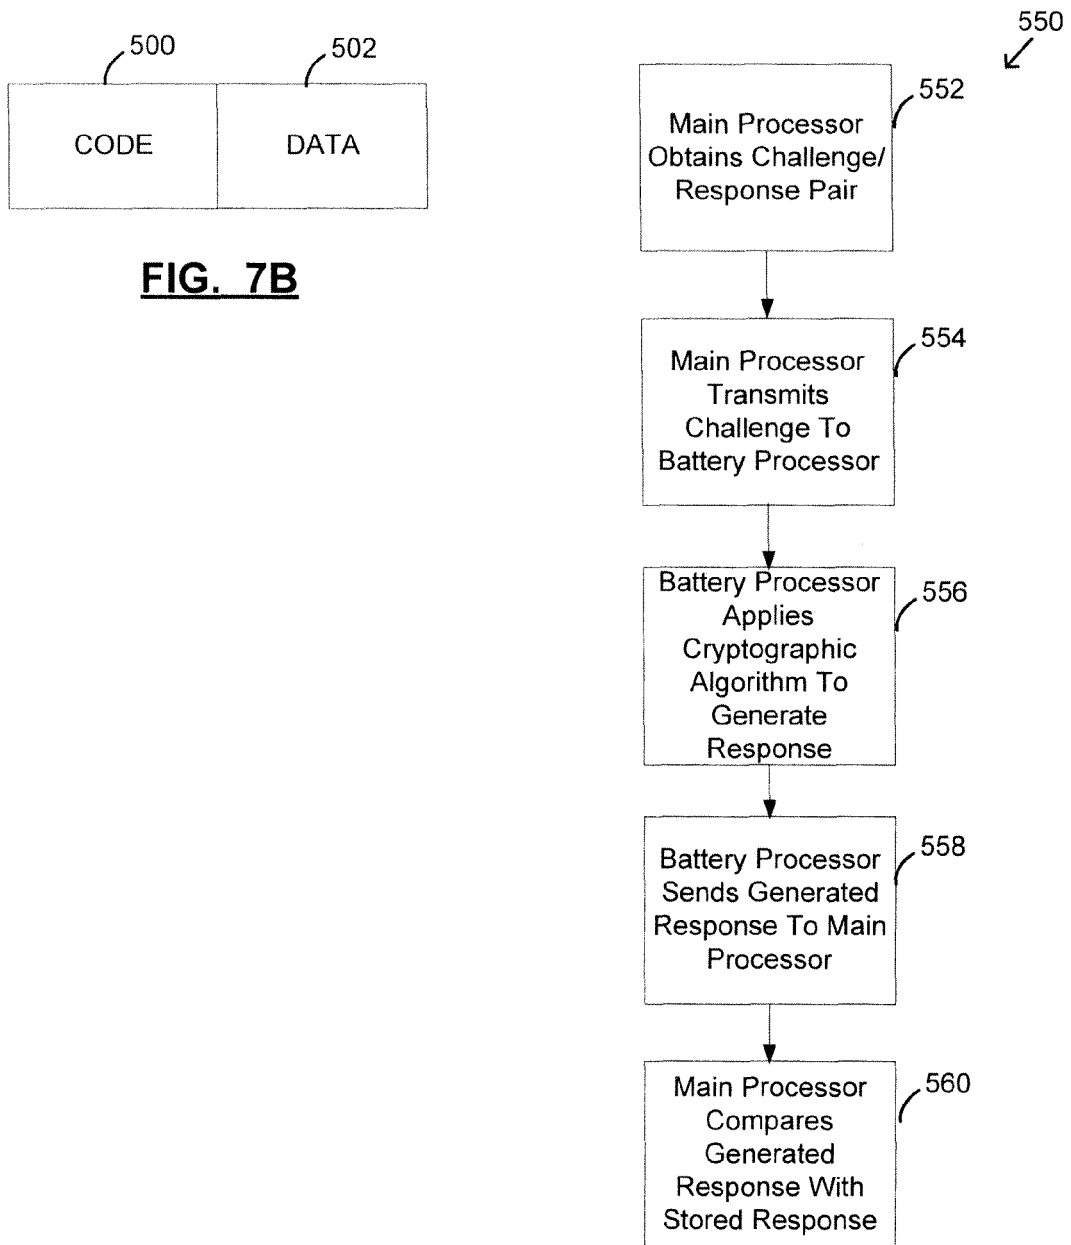 500
502
CODE
DATA
FIG. 7B
550
552
Main Processor
Obtains Challenge/
Response Pair
554
Main Processor
Transmits
Challenge To
Battery Processor
556
Battery Processor
Applies
Cryptographic
Algorithm To
Generate
Response
558
Battery Processor
Sends Generated
Response To Main
Processor
560
Main Processor
Compares
Generated
Response With
Stored Response